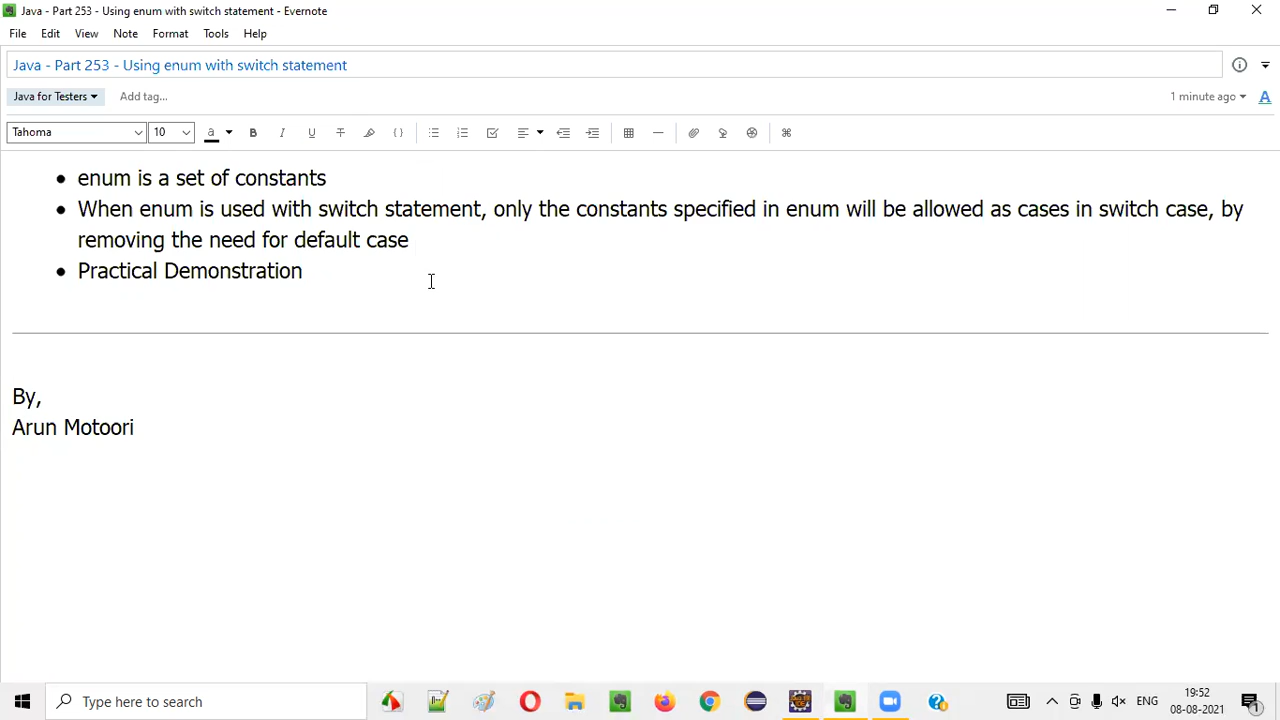 Java - Part 253 - Using enum with switch statement - Evernote
File Edit View Note Format Tools Help
Java - Part 253 - Using enum with switch statement
Java for Testers Add tag... 1 minute ago
Tahoma 10
enum is a set of constants
When enum is used with switch statement, only the constants specified in enum will be allowed as cases in switch case, by
removing the need for default case
Practical Demonstration
By,
Arun Motoori
Type here to search
ENG
19:52
08-08-2021